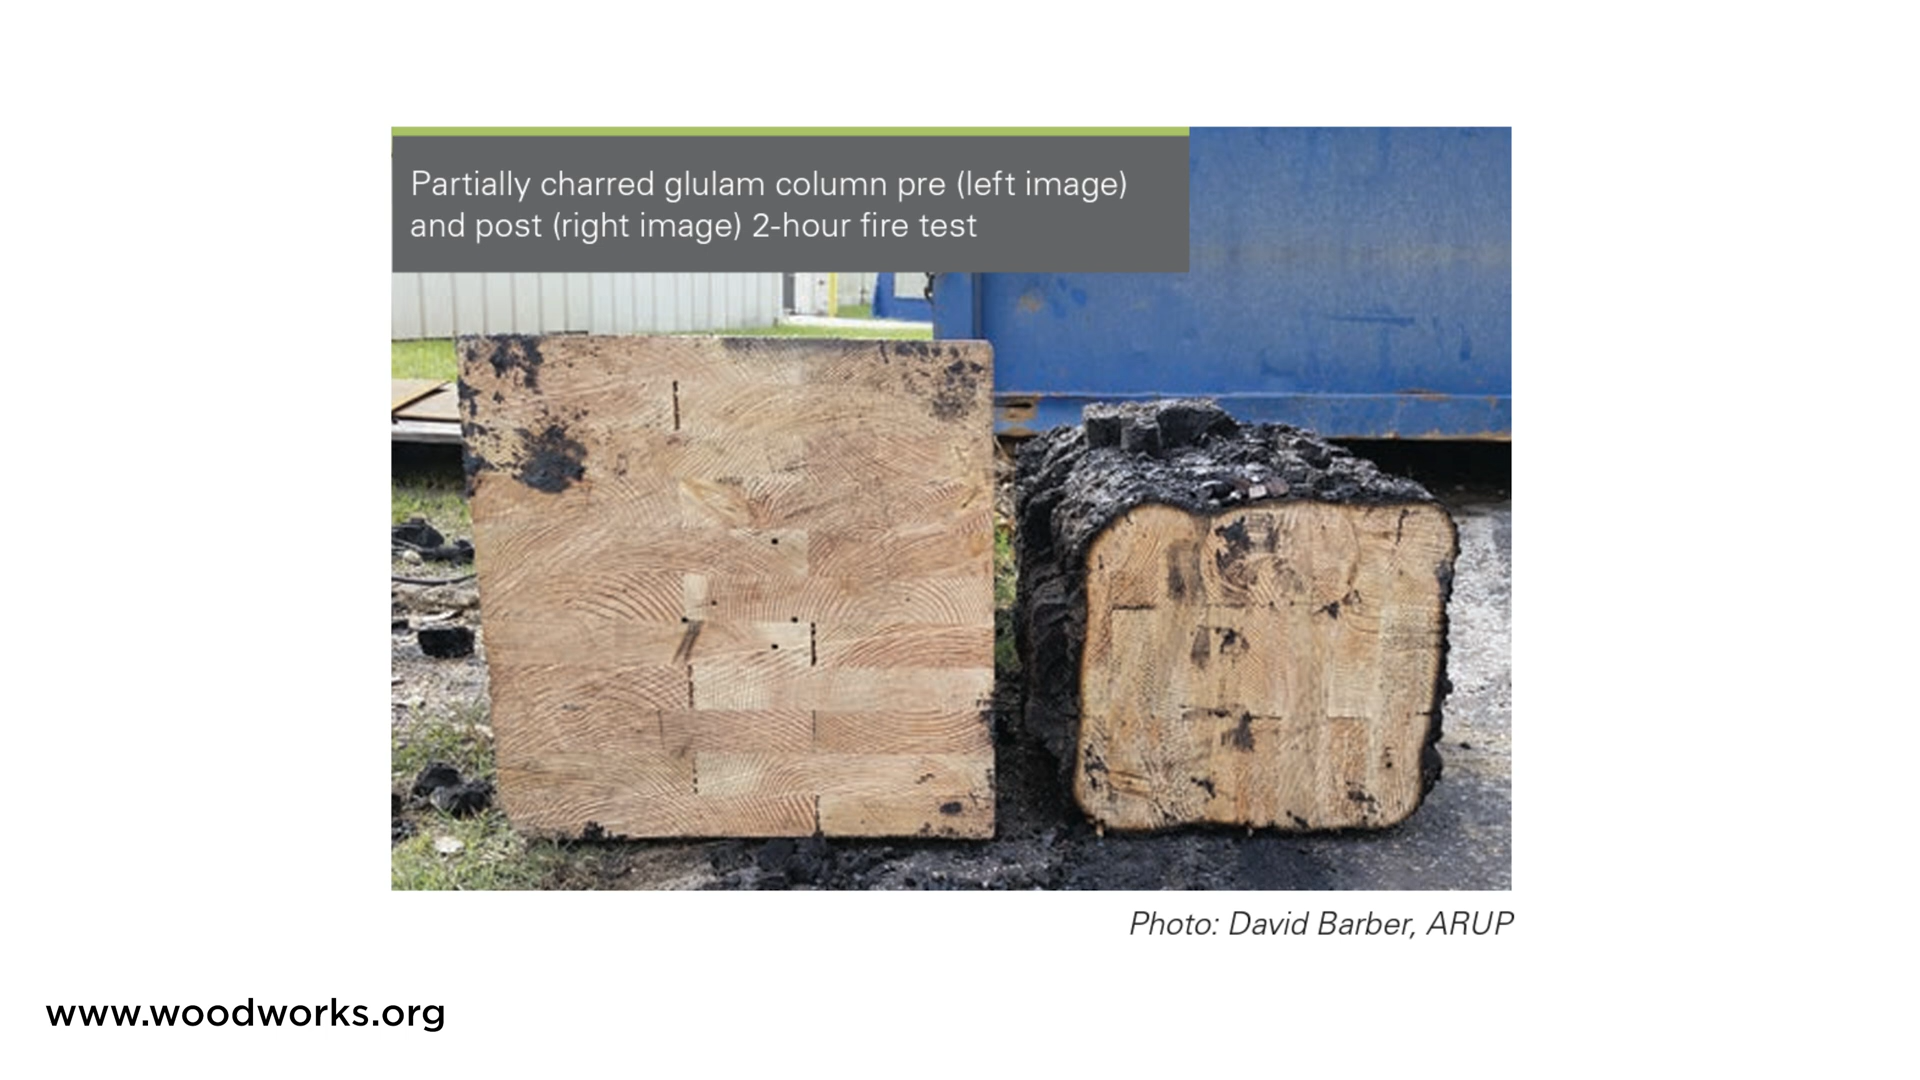 Partially charred glulam column pre (left image)
and post (right image) 2-hour fire test
Photo: David Barber, ARUP
www.woodworks.org